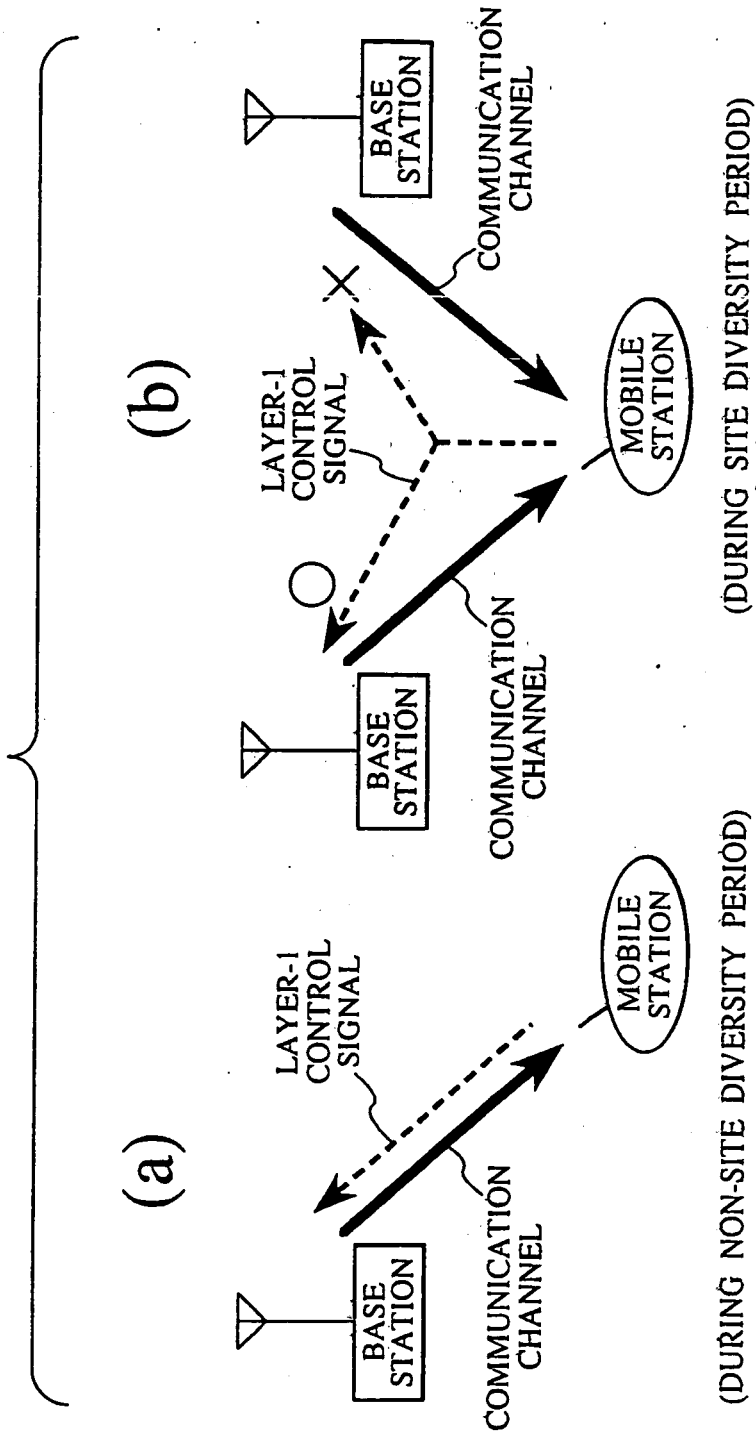 (a)
LAYER-1
CONTROL
SIGNAL
BASE
STATION
COMMUNICATION
CHANNEL
MOBILE
STATION
(DURING NON-SITE DIVERSITY PERIOD)
(b)
LAYER-1
CONTROL
SIGNAL
BASE
STATION
COMMUNICATION
CHANNEL
BASE
STATION
COMMUNICATION
CHANNEL
MOBILE
STATION
(DURING SITE DIVERSITY PERIOD)